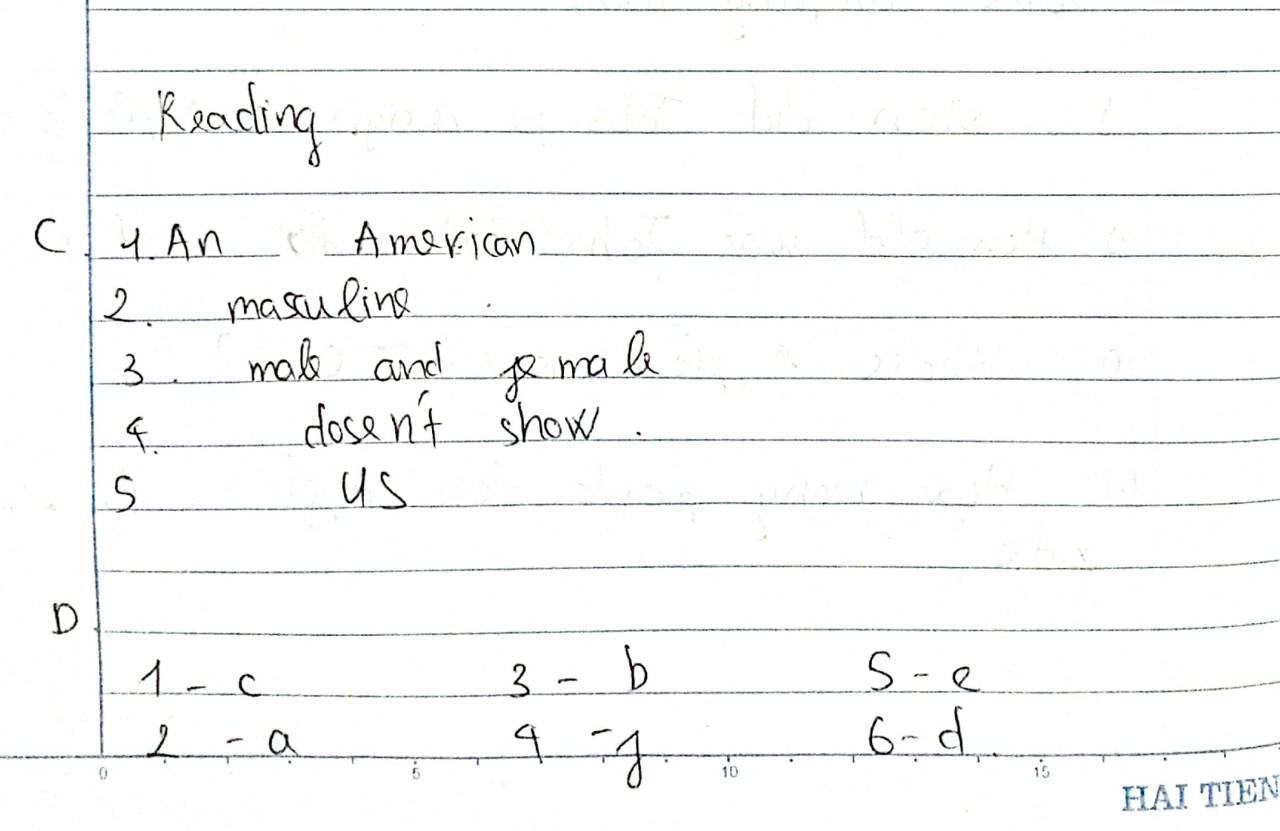 Reading
C 1. An American
2. masculine .
3. male and female
4. dosen't show .
5 US
D
1 - c 3 - b 5 - e
2 - a 4 - f 6 - d .
0 5 10 15
HAI TIEN